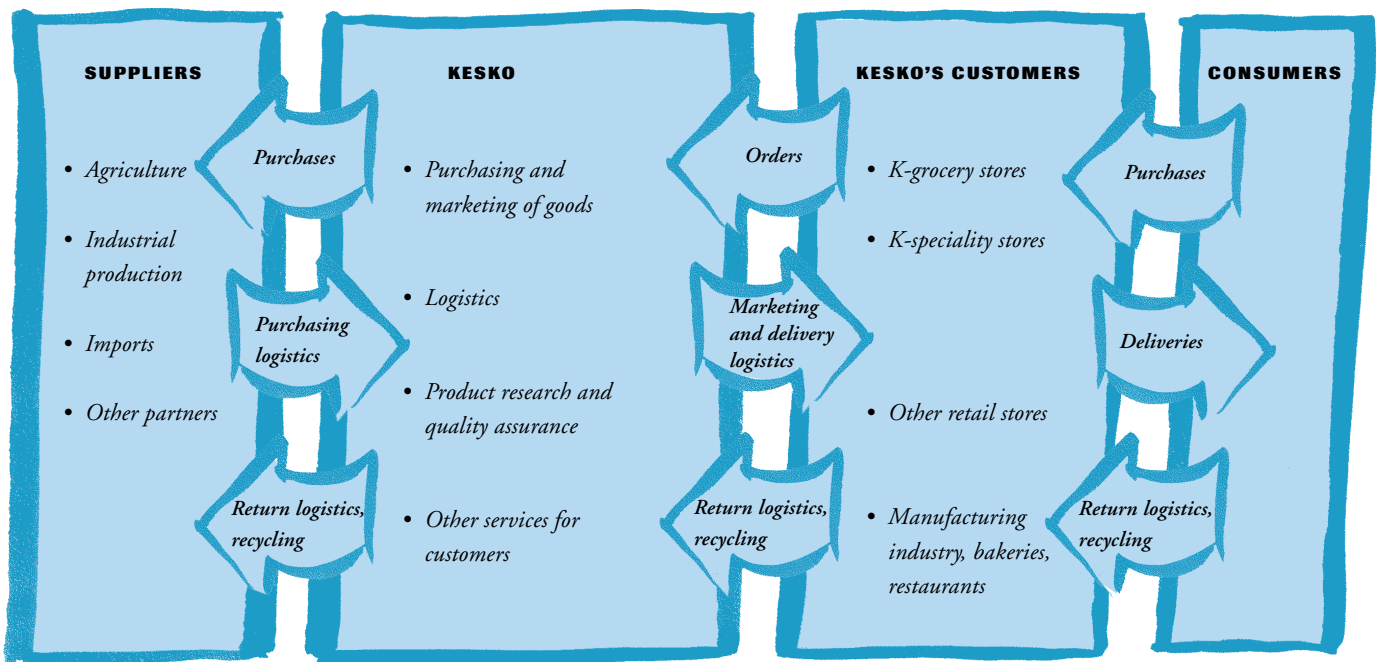 SUPPLIERS
• Agriculture
• Industrial
production
• Imports
• Other partners
Purchases
Purchasing
logistics
Return logistics,
recycling
KESKO
• Purchasing and
marketing of goods
• Logistics
• Product research and
quality assurance
• Other services for
customers
Orders
Marketing
and delivery
logistics
Return logistics,
recycling
KESKO'S CUSTOMERS
• K-grocery stores
• K-speciality stores
• Other retail stores
• Manufacturing
industry, bakeries,
restaurants
Purchases
Deliveries
Return logistics,
recycling
CONSUMERS